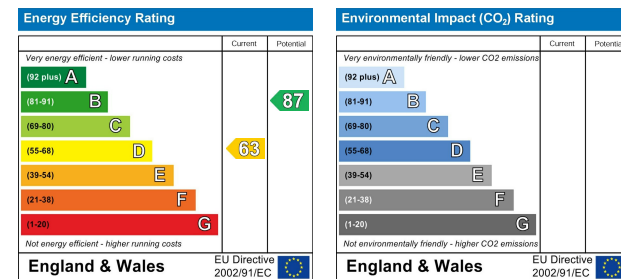 Energy Efficiency Rating
Current Potential
Very energy efficient - lower running costs
(92 plus) A
(81-91) B
(69-80) C
(55-68) D
(39-54) E
(21-38) F
(1-20) G
87
63
Not energy efficient - higher running costs
England & Wales
EU Directive
2002/91/EC
Environmental Impact (CO2) Rating
Current Potential
Very environmentally friendly - lower CO2 emissions
(92 plus) A
(81-91) B
(69-80) C
(55-68) D
(39-54) E
(21-38) F
(1-20) G
Not environmentally friendly - higher CO2 emissions
England & Wales
EU Directive
2002/91/EC